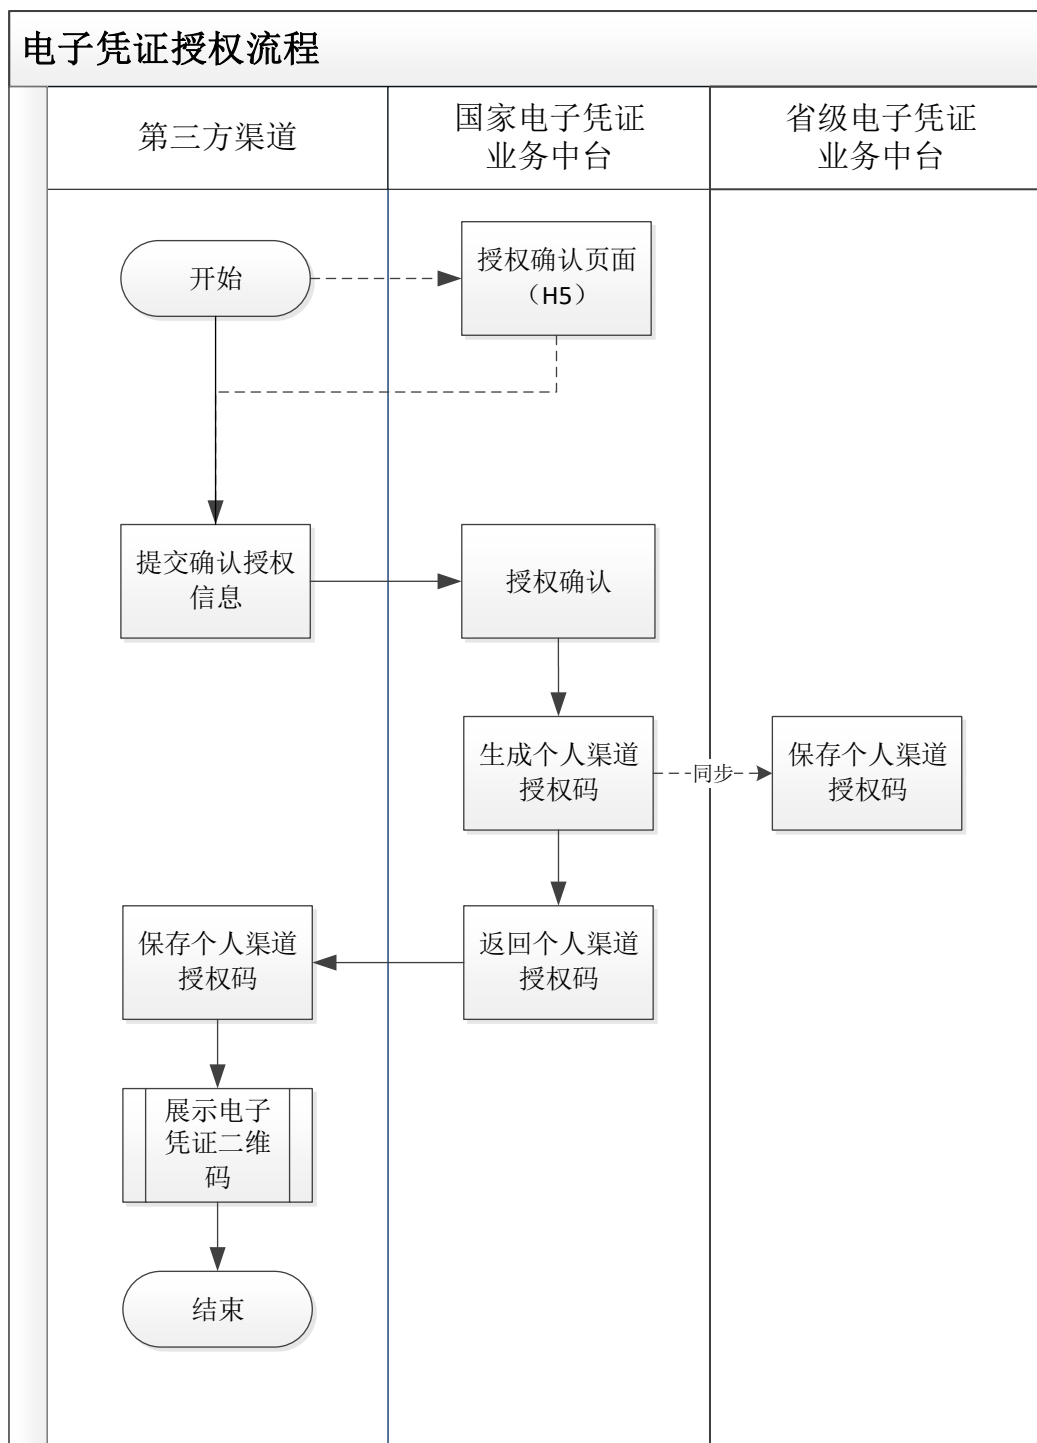 电子凭证授权流程
第三方渠道
国家电子凭证
业务中台
省级电子凭证
业务中台
开始
授权确认页面
（H5）
提交确认授权
信息
授权确认
生成个人渠道
授权码
同步
保存个人渠道
授权码
保存个人渠道
授权码
返回个人渠道
授权码
展示电子
凭证二维
码
结束